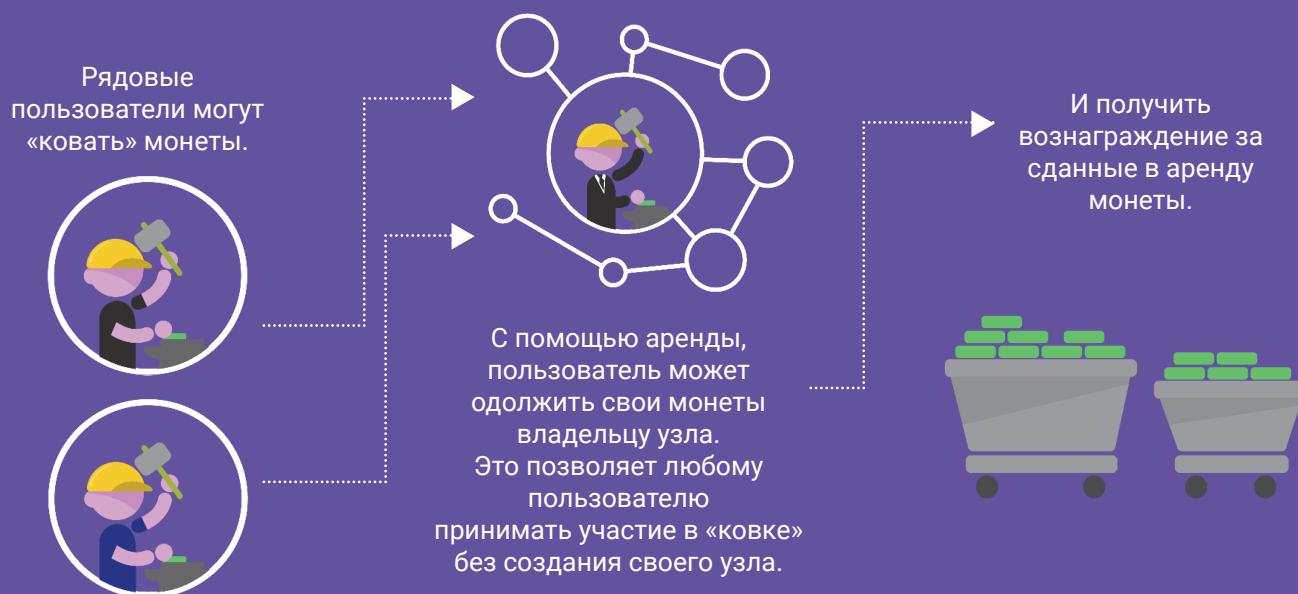 Рядовые
пользователи могут
«ковать» монеты.
С помощью аренды,
пользователь может
одолжить свои монеты
владельцу узла.
Это позволяет любому
пользователю
принимать участие в «ковке»
без создания своего узла.
И получить
вознаграждение за
сданные в аренду
монеты.